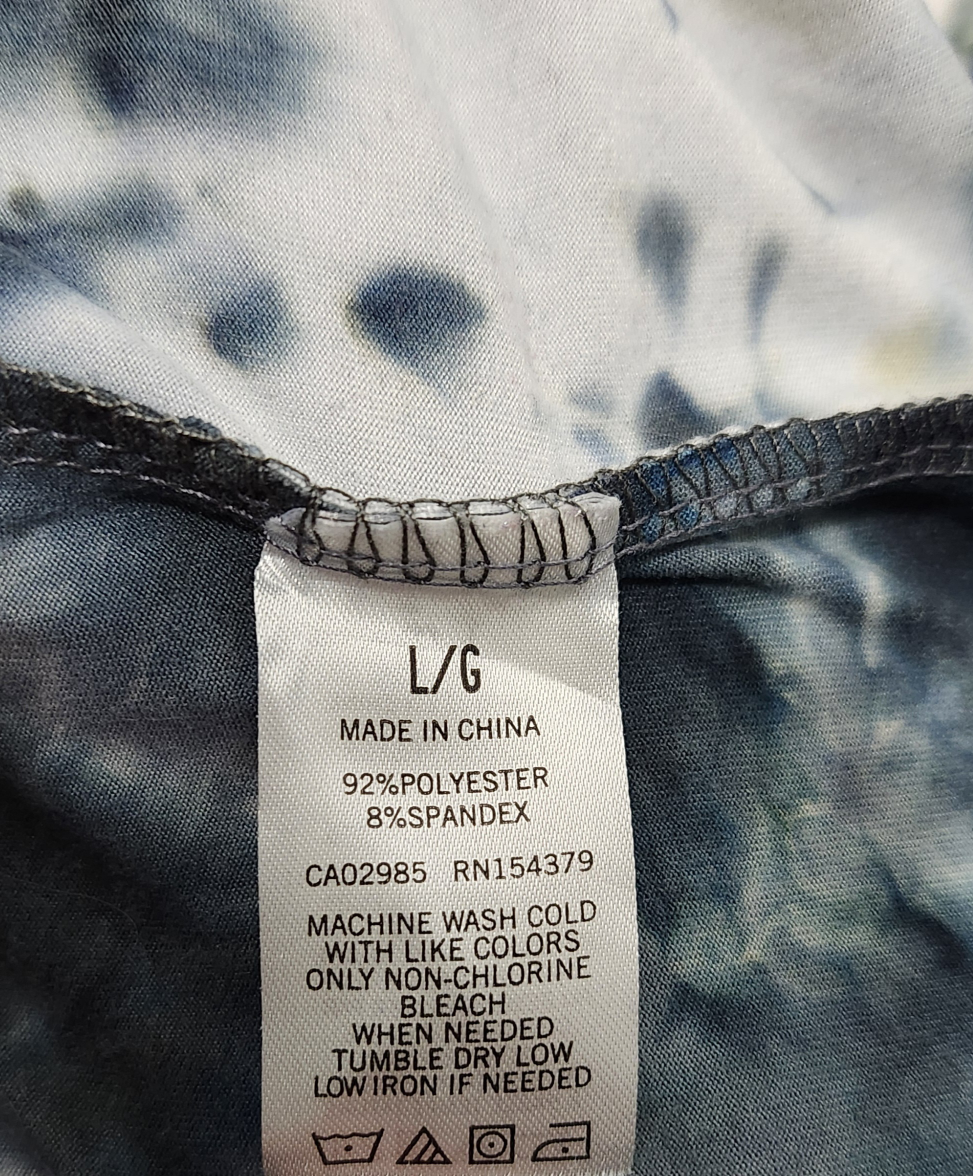 L/G
MADE IN CHINA
92%POLYESTER
8%SPANDEX
CA02985 RN154379
MACHINE WASH COLD
WITH LIKE COLORS
ONLY NON-CHLORINE
BLEACH
WHEN NEEDED
TUMBLE DRY LOW
LOW IRON IF NEEDED